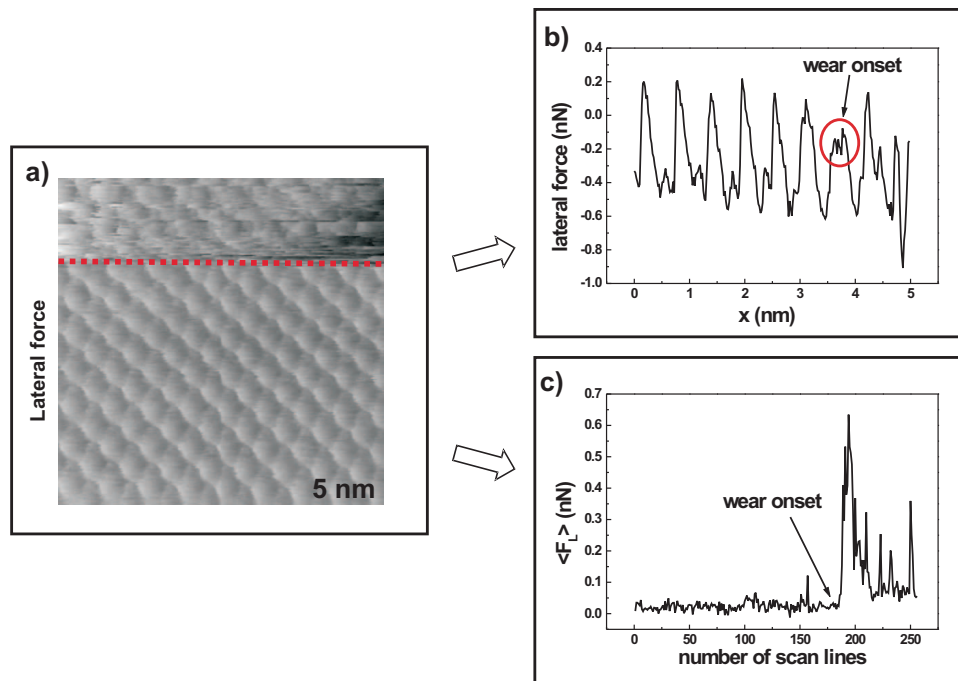 a)
Lateral force
5 nm
b)
wear onset
lateral force (nN)
0.4
0.2
0.0
-0.2
-0.4
-0.6
-0.8
-1.0
0 1 2 3 4 5
x (nm)
c)
wear onset
<F_L> (nN)
0.7
0.6
0.5
0.4
0.3
0.2
0.1
0.0
0 50 100 150 200 250
number of scan lines